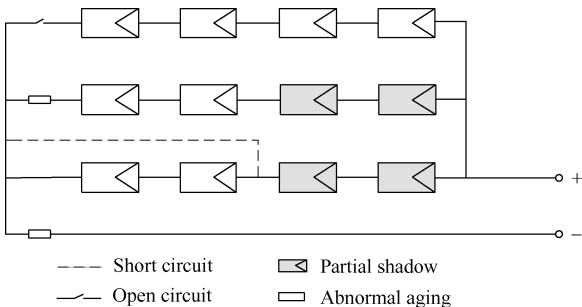 +
−
Short circuit
Partial shadow
Open circuit
Abnormal aging